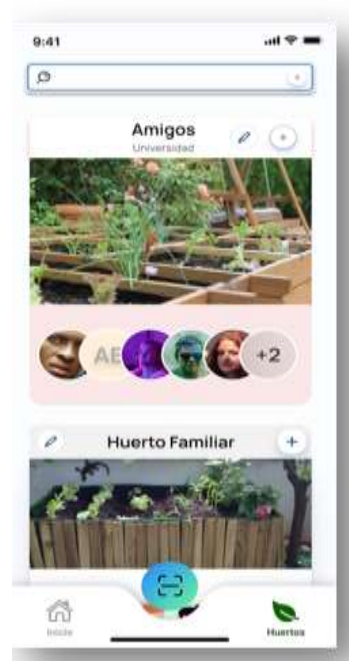 9:41
Amigos
Universidad
AE
+2
Huerto Familiar
+
Inicio
Huertos